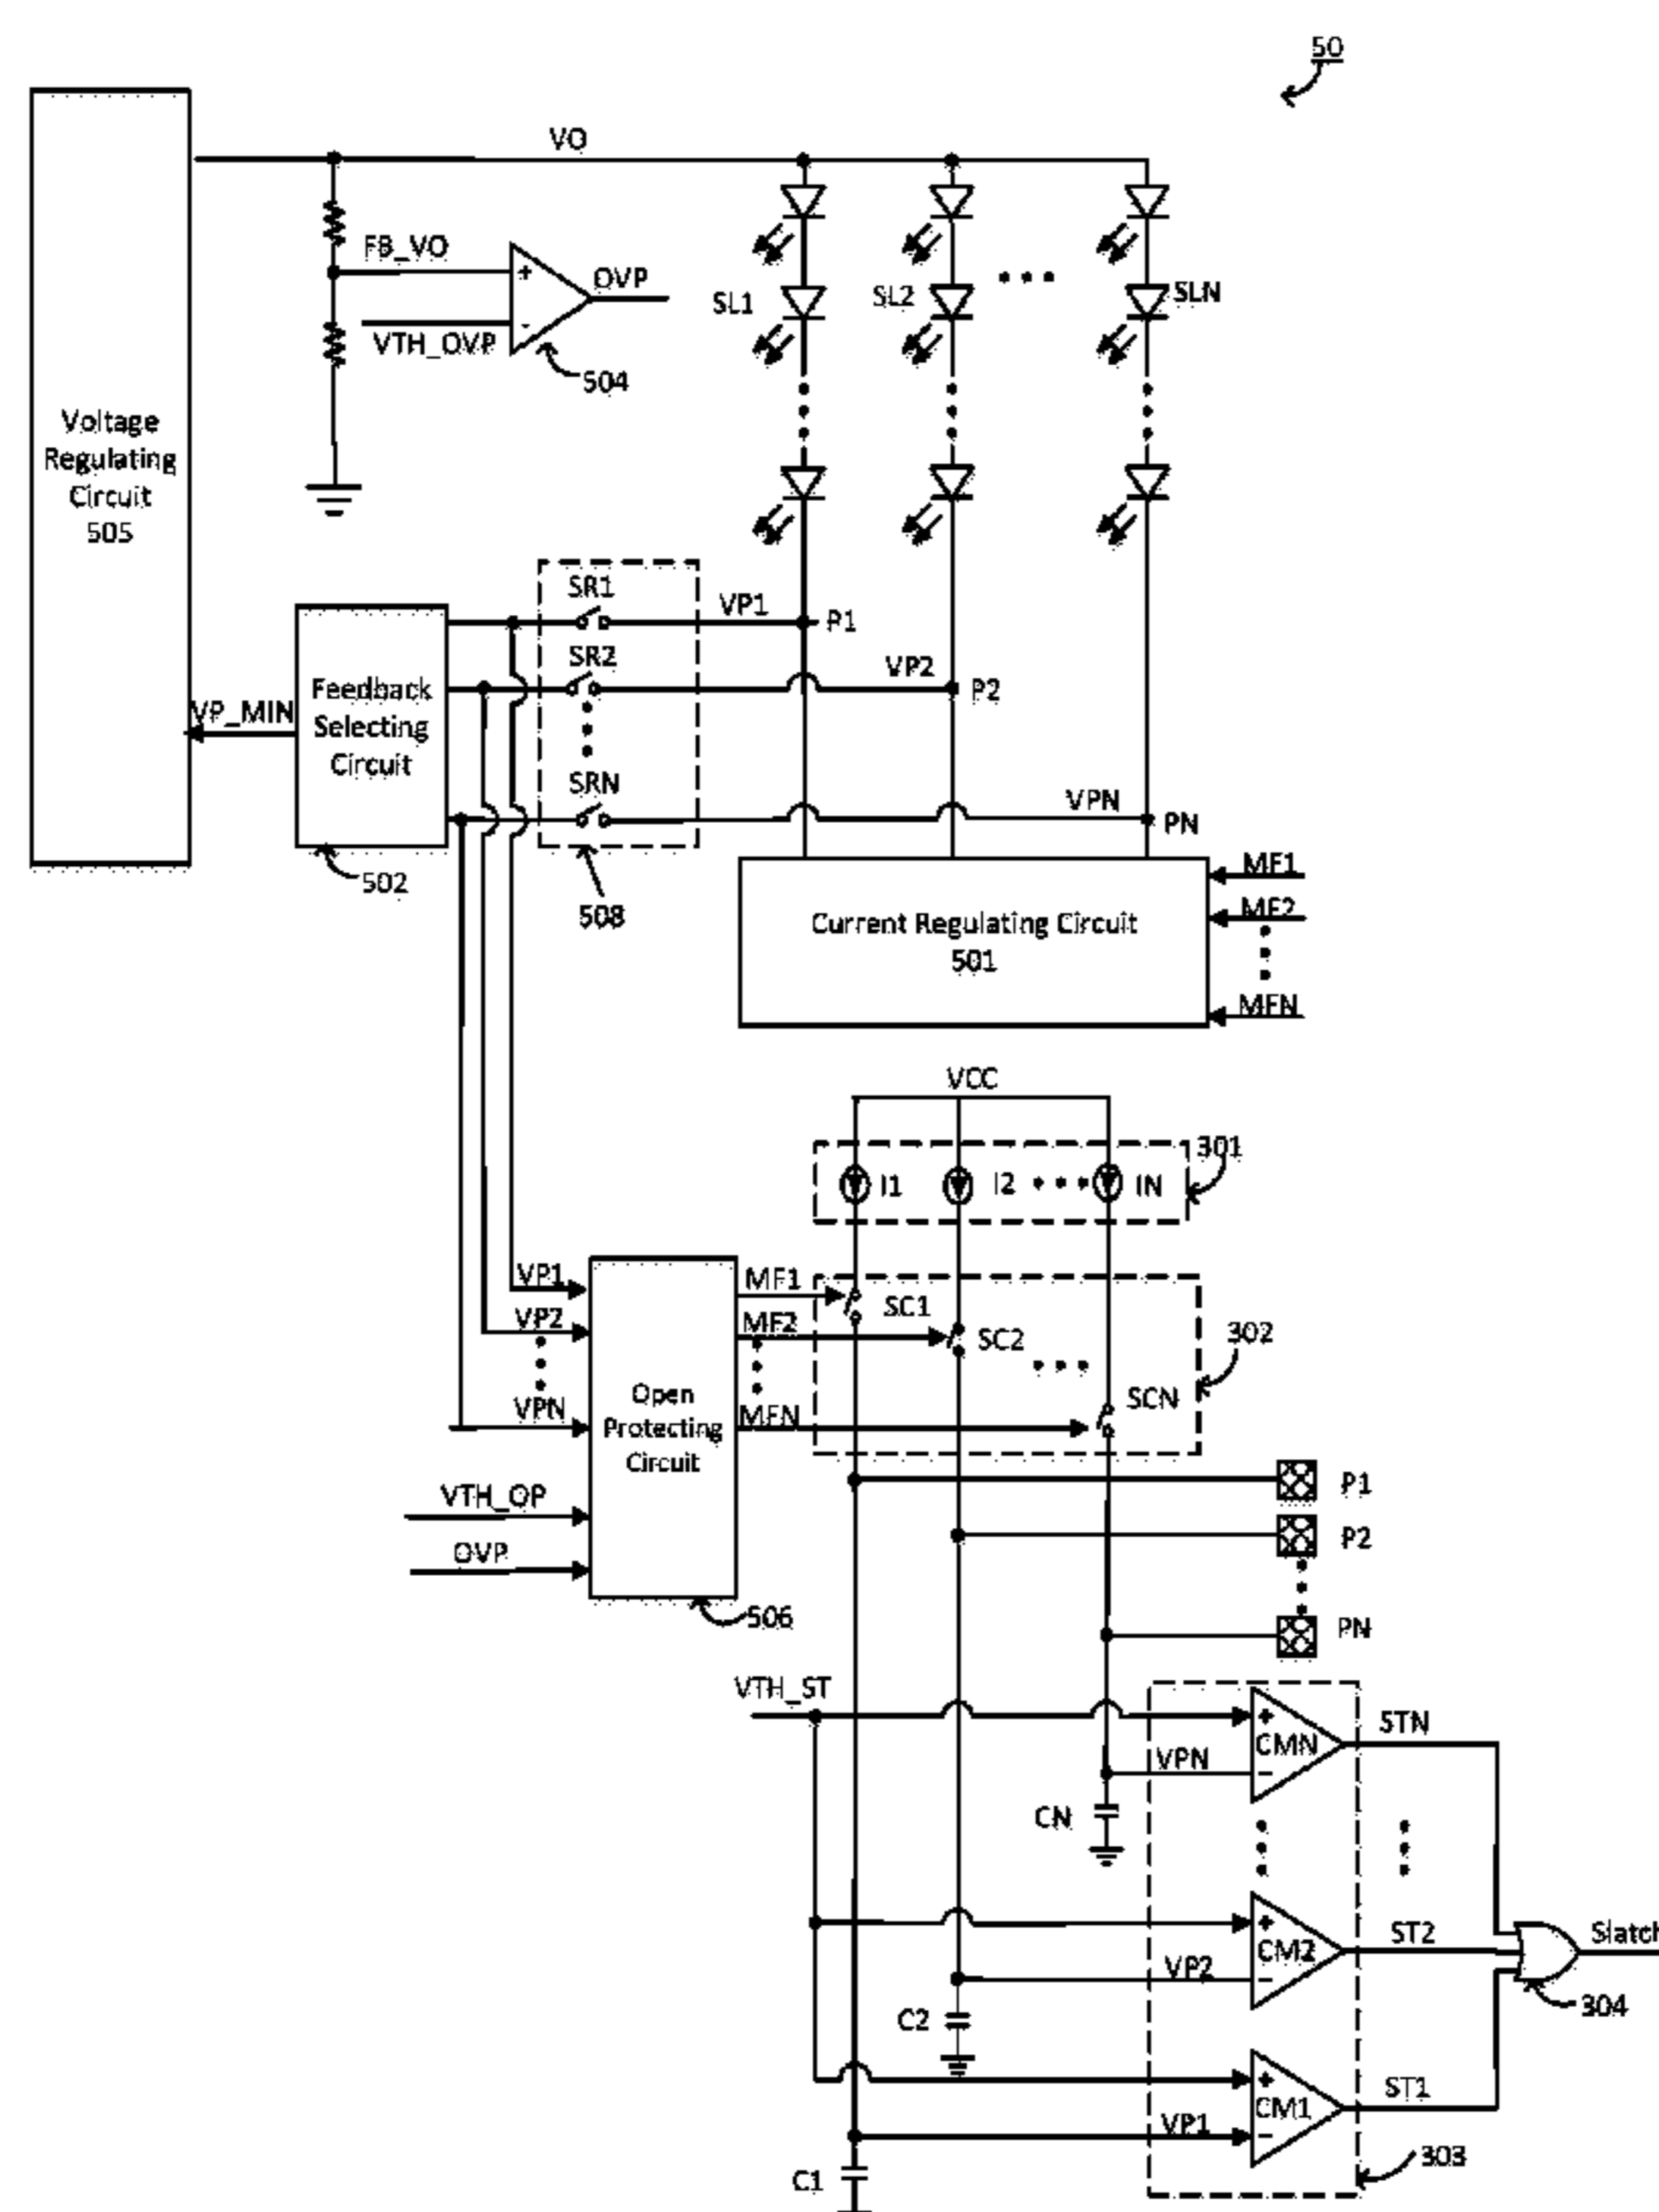 50
VO
FB_VO
OVP
VTH_OVP
504
SL1
SL2
SLN
Voltage
Regulating
Circuit
505
SR1
VP1
P1
SR2
VP2
P2
Feedback
Selecting
Circuit
VP_MIN
SRN
VPN
PN
502
508
Current Regulating Circuit
501
MF1
MF2
MFN
VCC
301
I1
I2
IN
VP1
MF1
SC1
VP2
MF2
SC2
302
Open
Protecting
Circuit
VPN
MFN
SCN
VTH_OP
P1
OVP
P2
506
PN
VTH_ST
STN
CMN
VPN
CN
ST2
Slatch
CM2
VP2
C2
304
ST1
CM1
VP1
303
C1
+
-
+
-
+
-
+
-